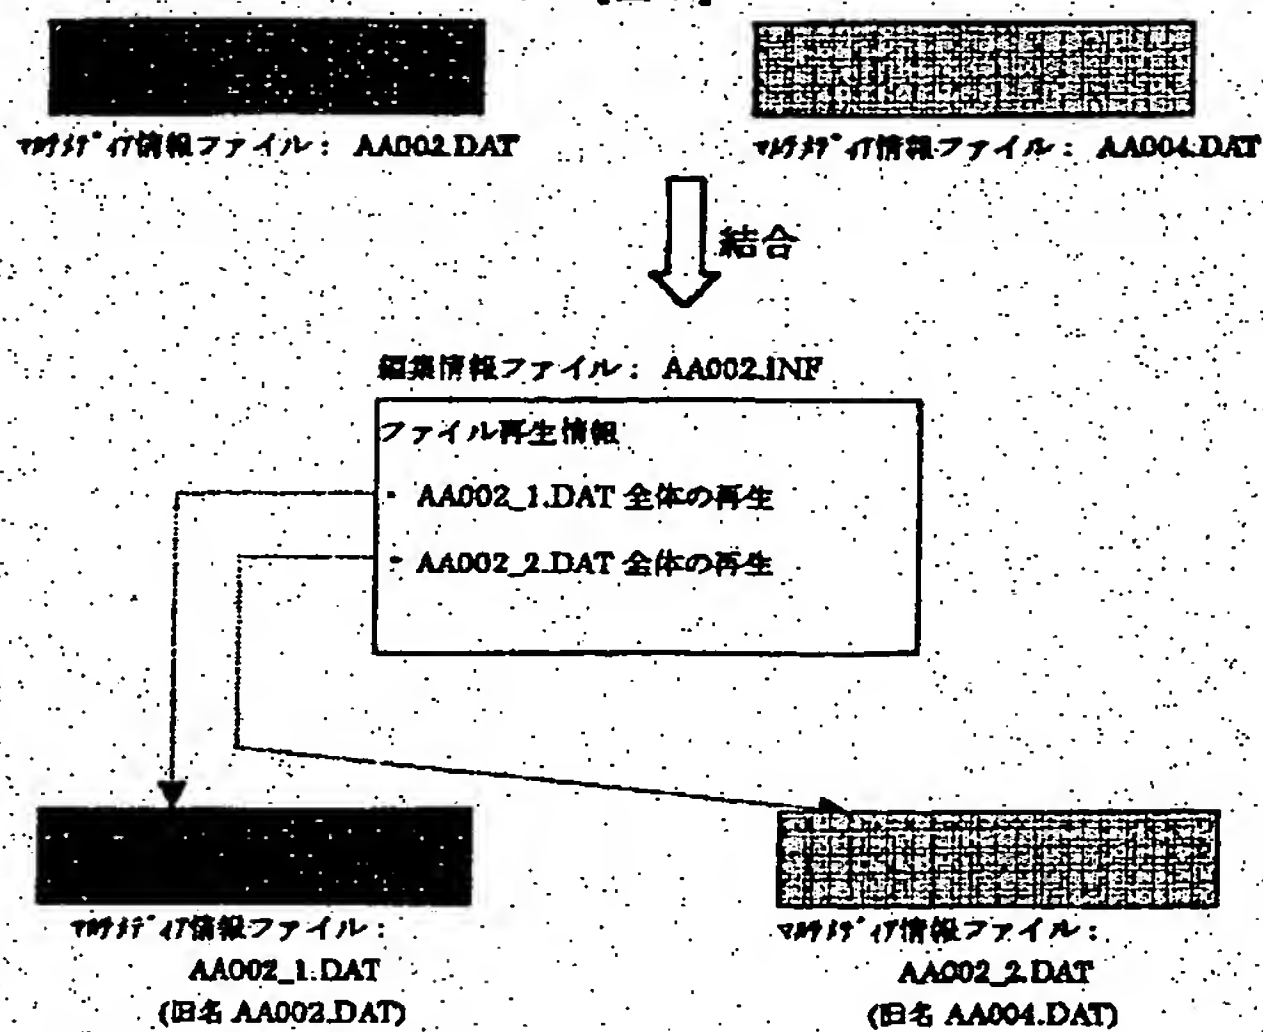 マルチメディア情報ファイル： AA002.DAT
マルチメディア情報ファイル： AA004.DAT
結合
編集情報ファイル： AA002.INF
ファイル再生情報
・ AA002_1.DAT 全体の再生
・ AA002_2.DAT 全体の再生
マルチメディア情報ファイル：
AA002_1.DAT
(旧名 AA002.DAT)
マルチメディア情報ファイル：
AA002_2.DAT
(旧名 AA004.DAT)